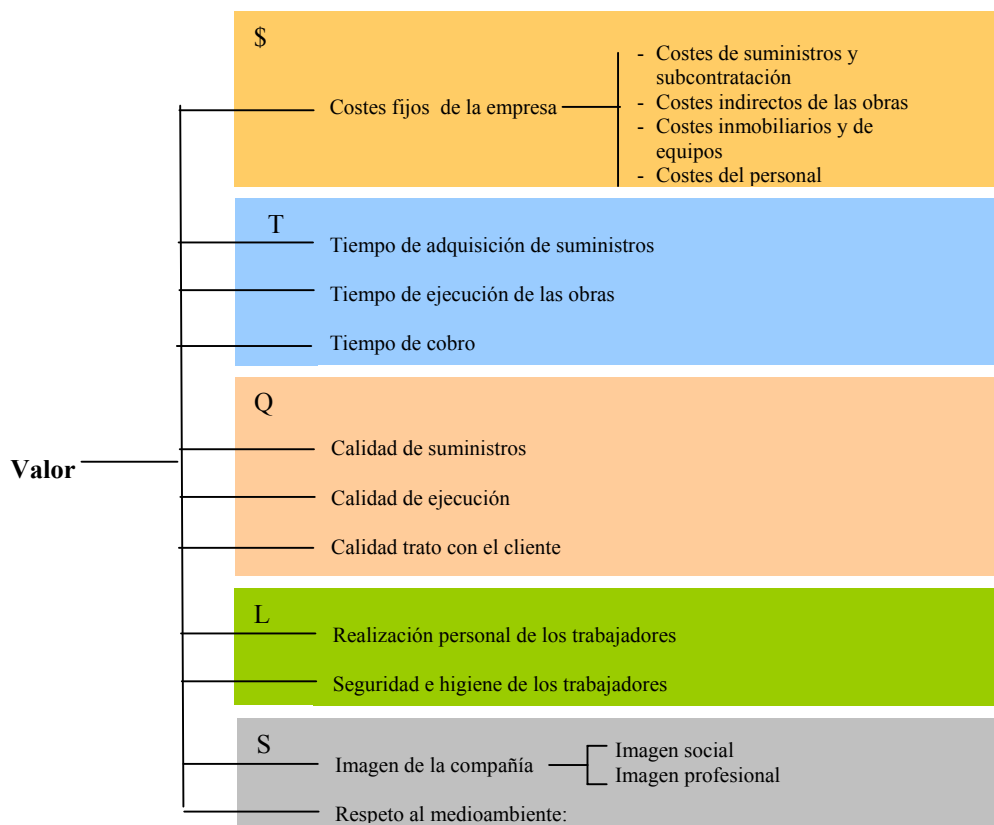 $
Costes fijos de la empresa
- Costes de suministros y
subcontratación
- Costes indirectos de las obras
- Costes inmobiliarios y de
equipos
- Costes del personal
T
Tiempo de adquisición de suministros
Tiempo de ejecución de las obras
Tiempo de cobro
Q
Calidad de suministros
Valor
Calidad de ejecución
Calidad trato con el cliente
L
Realización personal de los trabajadores
Seguridad e higiene de los trabajadores
S
Imagen de la compañía
Imagen social
Imagen profesional
Respeto al medioambiente: